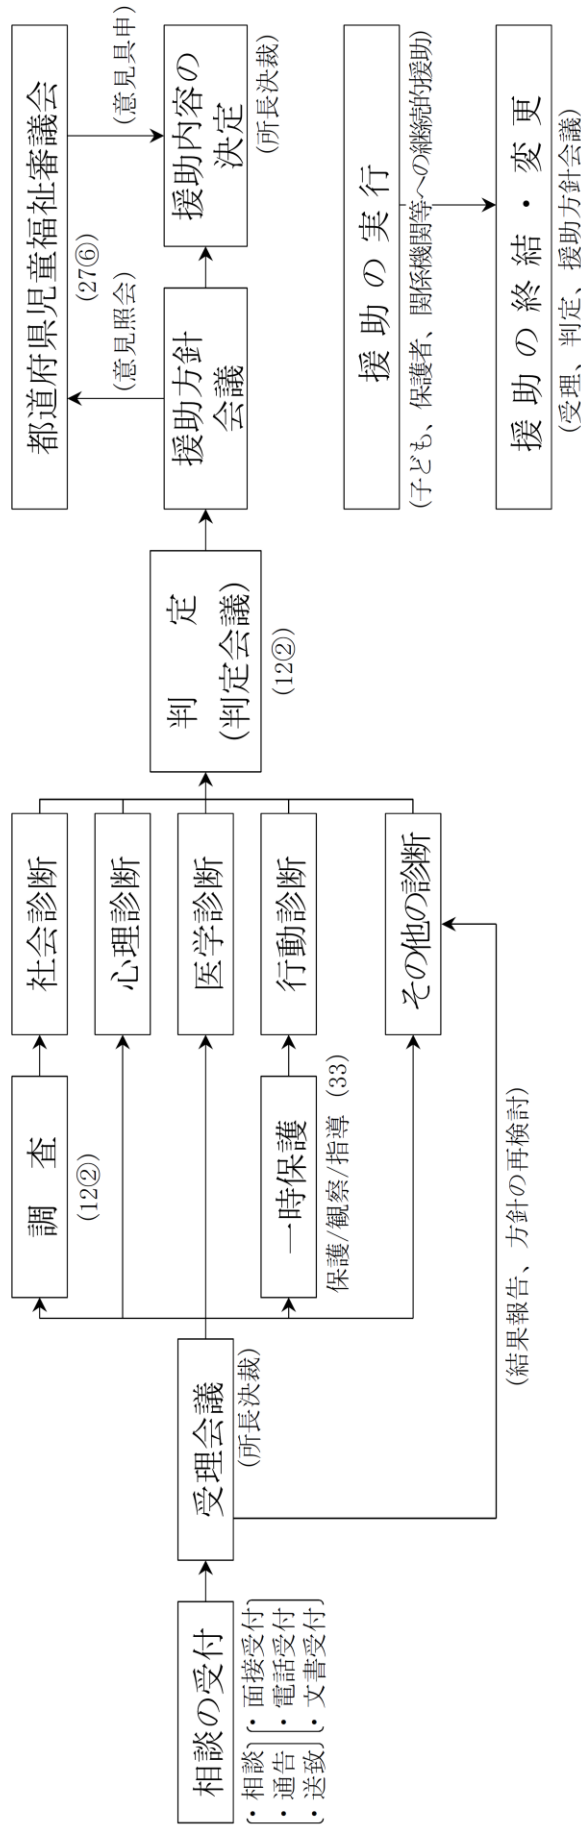 相談の受付
・相談
・通告
・送致
・面接受付
・電話受付
・文書受付
受理会議
(所長決裁)
調　査
(12②)
一時保護
保護/観察/指導 (33)
社会診断
心理診断
医学診断
行動診断
その他の診断
(結果報告、方針の再検討)
判　定
(判定会議)
(12②)
都道府県児童福祉審議会
(27⑥)
(意見照会)
(意見具申)
援助方針
会議
援助内容の
決定
(所長決裁)
援助の実行
(子ども、保護者、関係機関等への継続的援助)
援助の終結・変更
(受理、判定、援助方針会議)